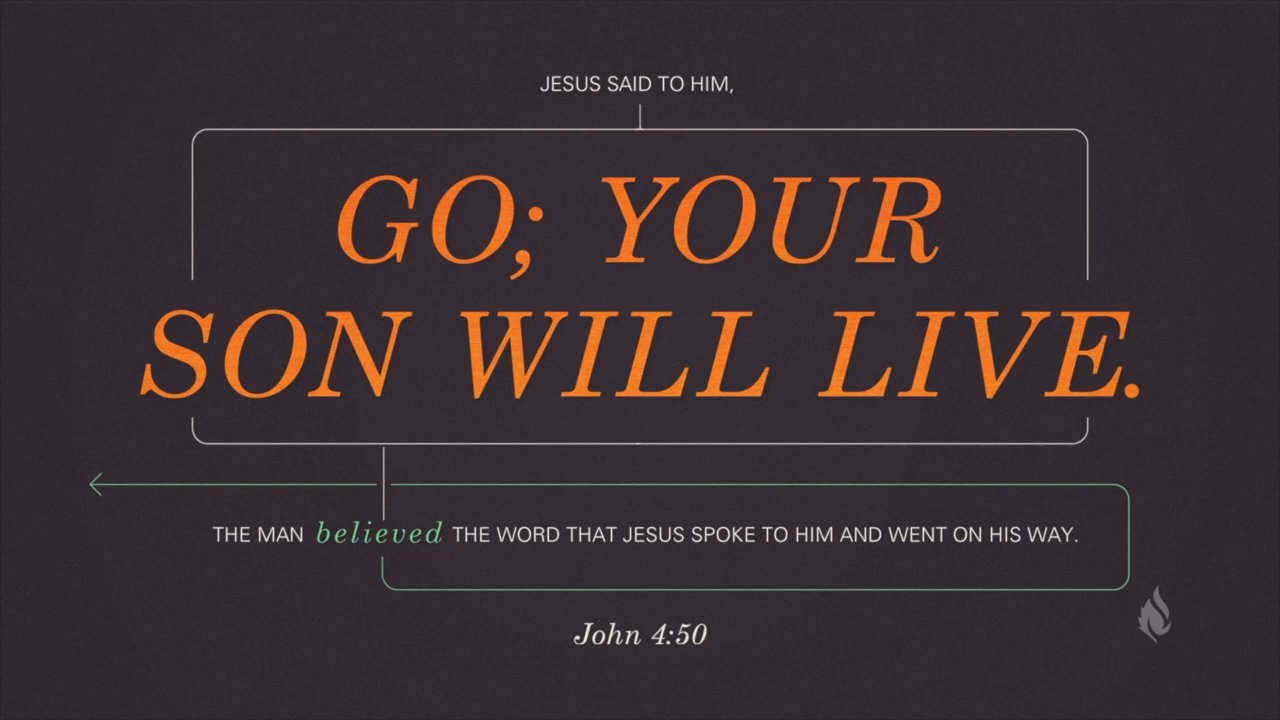 JESUS SAID TO HIM,
GO; YOUR
SON WILL LIVE.
THE MAN believed THE WORD THAT JESUS SPOKE TO HIM AND WENT ON HIS WAY.
John 4:50